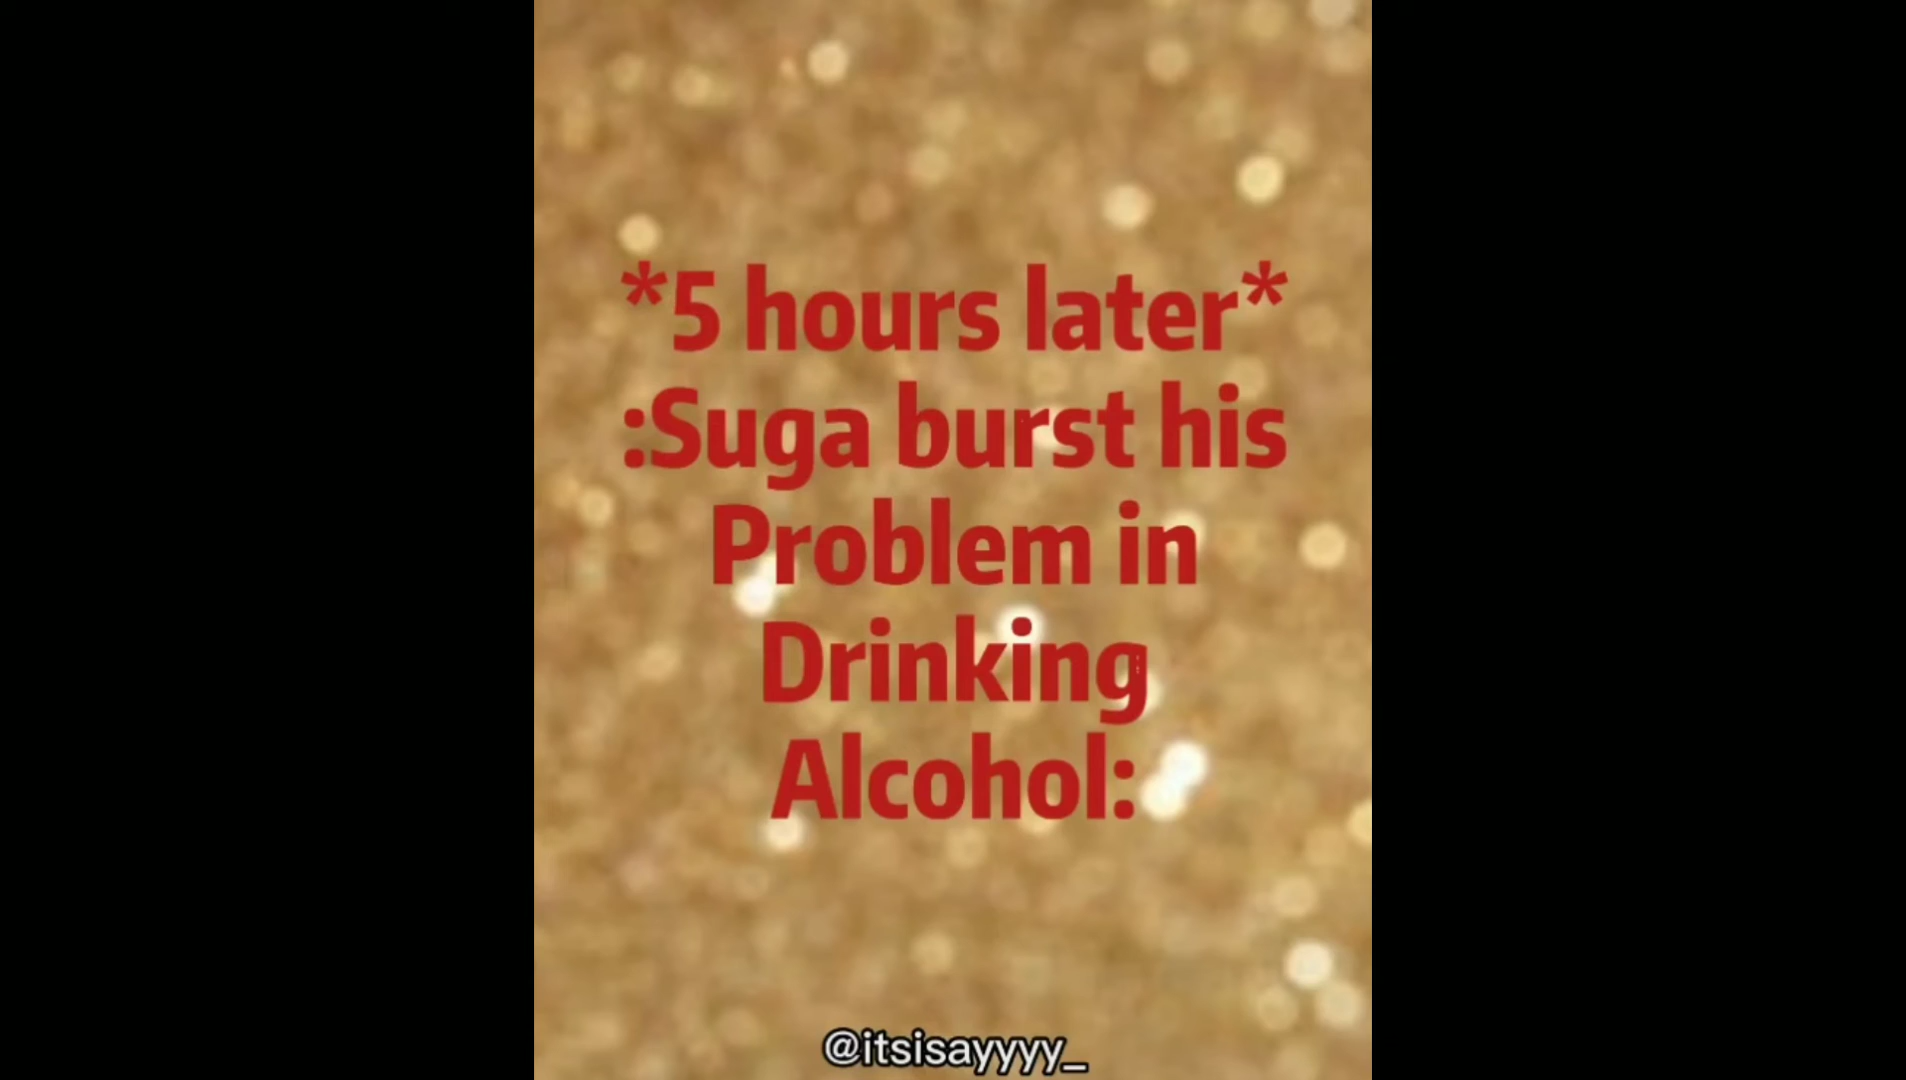 *5 hours later*
:Suga burst his
Problem in
Drinking
Alcohol:
@itsisayyyy_